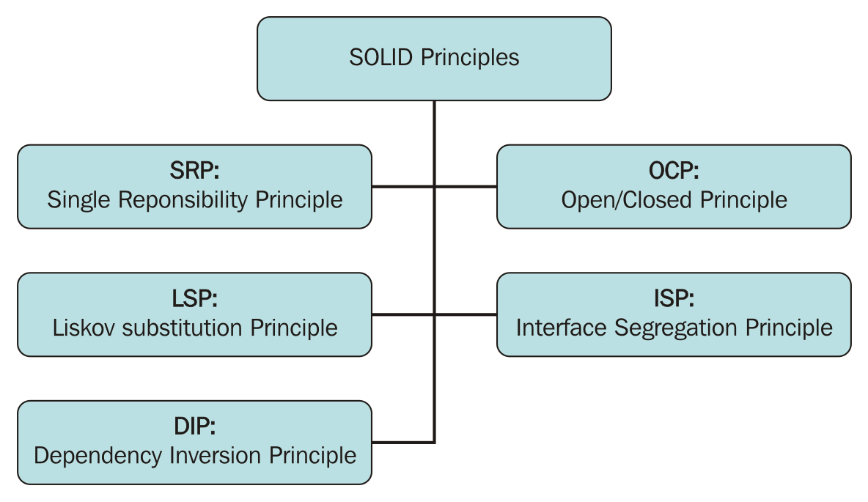 SOLID Principles
SRP:
Single Reponsibility Principle
OCP:
Open/Closed Principle
LSP:
Liskov substitution Principle
ISP:
Interface Segregation Principle
DIP:
Dependency Inversion Principle